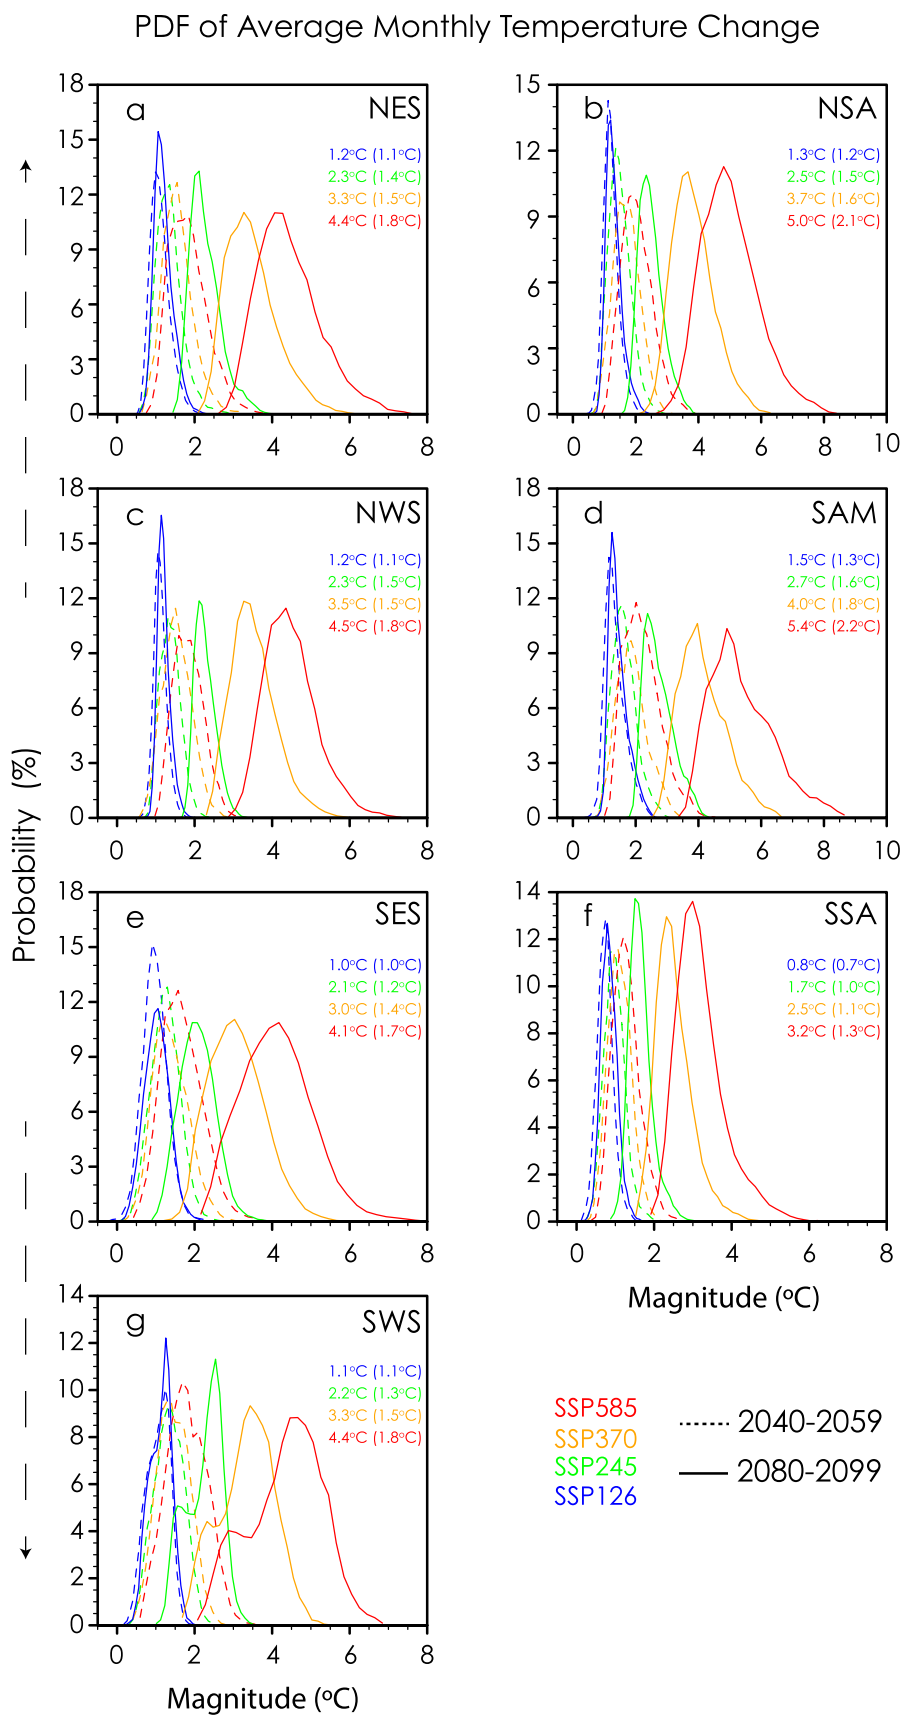 PDF of Average Monthly Temperature Change
Probability (%)
a NES
1.2°C (1.1°C)
2.3°C (1.4°C)
3.3°C (1.5°C)
4.4°C (1.8°C)
18
15
12
9
6
3
0
0 2 4 6 8
b NSA
1.3°C (1.2°C)
2.5°C (1.5°C)
3.7°C (1.6°C)
5.0°C (2.1°C)
15
12
9
6
3
0
0 2 4 6 8 10
c NWS
1.2°C (1.1°C)
2.3°C (1.5°C)
3.5°C (1.5°C)
4.5°C (1.8°C)
18
15
12
9
6
3
0
0 2 4 6 8
d SAM
1.5°C (1.3°C)
2.7°C (1.6°C)
4.0°C (1.8°C)
5.4°C (2.2°C)
18
15
12
9
6
3
0
0 2 4 6 8 10
e SES
1.0°C (1.0°C)
2.1°C (1.2°C)
3.0°C (1.4°C)
4.1°C (1.7°C)
18
15
12
9
6
3
0
0 2 4 6 8
f SSA
0.8°C (0.7°C)
1.7°C (1.0°C)
2.5°C (1.1°C)
3.2°C (1.3°C)
14
12
10
8
6
4
2
0
0 2 4 6 8
Magnitude (ºC)
g SWS
1.1°C (1.1°C)
2.2°C (1.3°C)
3.3°C (1.5°C)
4.4°C (1.8°C)
14
12
10
8
6
4
2
0
0 2 4 6 8
Magnitude (ºC)
SSP585
SSP370
SSP245
SSP126
2040-2059
2080-2099